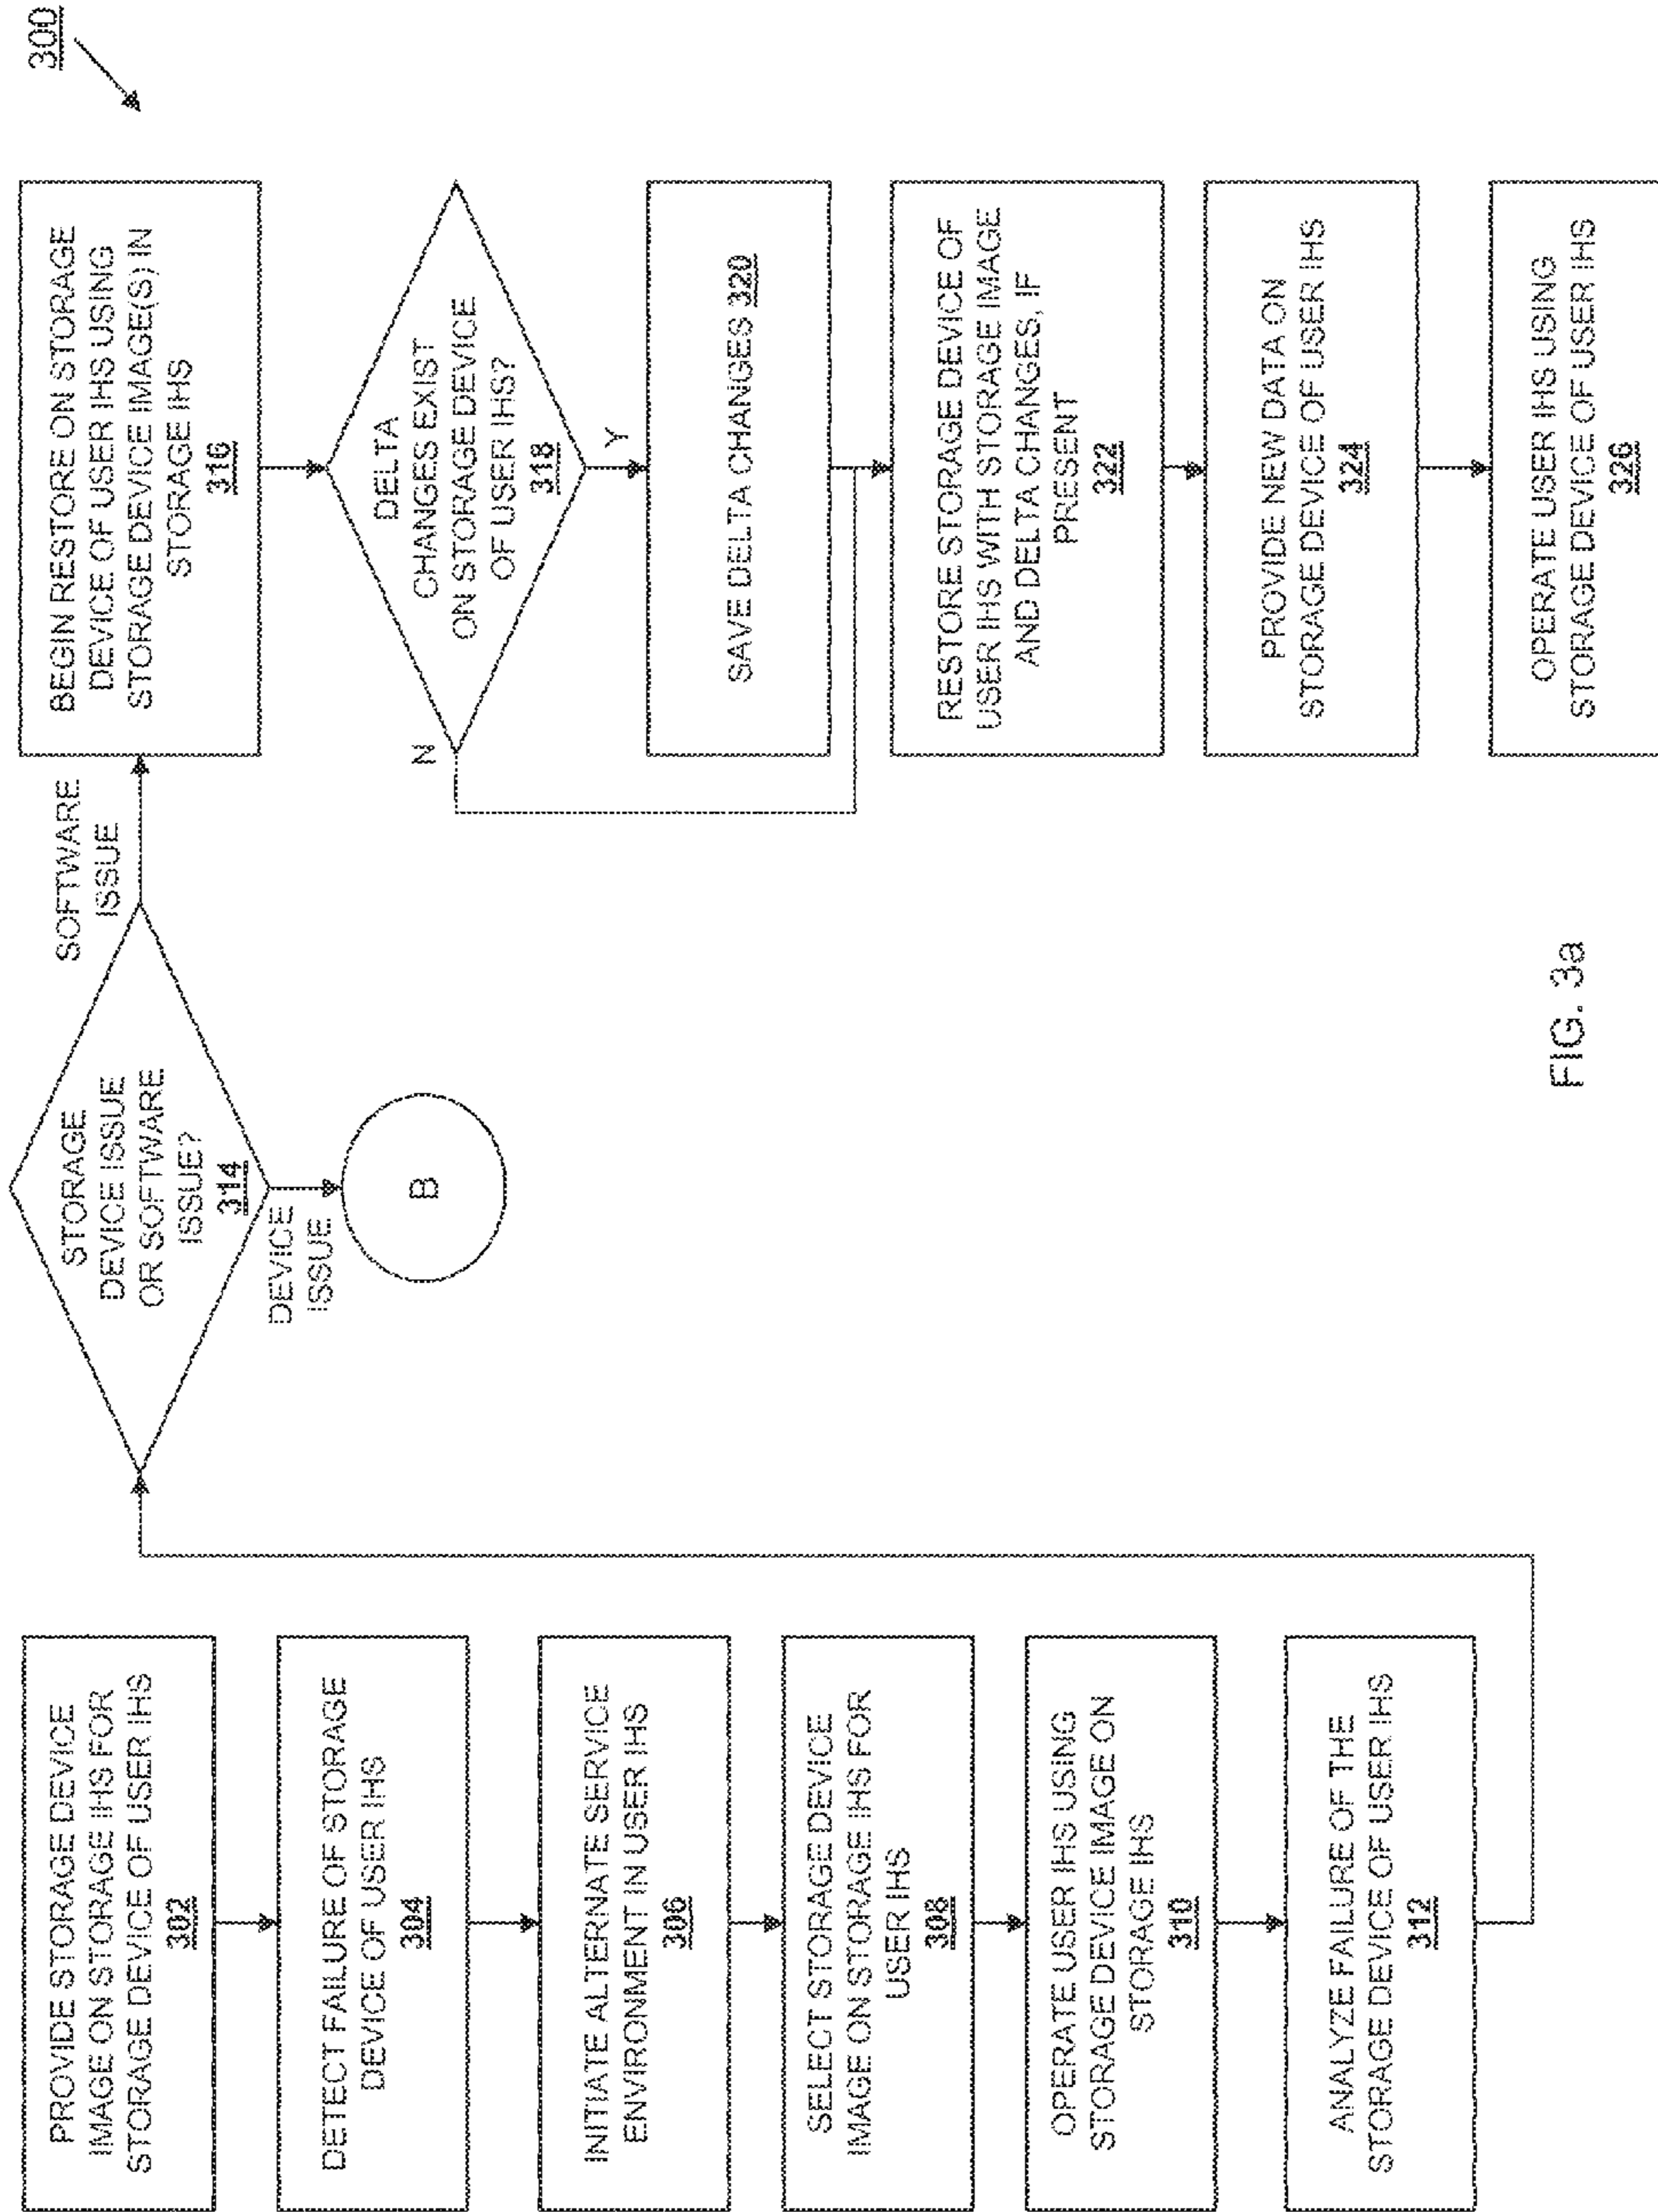 300
PROVIDE STORAGE DEVICE
IMAGE ON STORAGE IHS FOR
STORAGE DEVICE OF USER IHS
302
DETECT FAILURE OF STORAGE
DEVICE OF USER IHS
304
INITIATE ALTERNATE SERVICE
ENVIRONMENT IN USER IHS
306
SELECT STORAGE DEVICE
IMAGE ON STORAGE IHS FOR
USER IHS
308
OPERATE USER IHS USING
STORAGE DEVICE IMAGE ON
STORAGE IHS
310
ANALYZE FAILURE OF THE
STORAGE DEVICE OF USER IHS
312
STORAGE
DEVICE ISSUE
OR SOFTWARE
ISSUE?
314
DEVICE
ISSUE
B
SOFTWARE
ISSUE
BEGIN RESTORE ON STORAGE
DEVICE OF USER IHS USING
STORAGE DEVICE IMAGE(S) IN
STORAGE IHS
316
DELTA
CHANGES EXIST
ON STORAGE DEVICE
OF USER IHS?
318
N
Y
SAVE DELTA CHANGES 320
RESTORE STORAGE DEVICE OF
USER IHS WITH STORAGE IMAGE
AND DELTA CHANGES, IF
PRESENT
322
PROVIDE NEW DATA ON
STORAGE DEVICE OF USER IHS
324
OPERATE USER IHS USING
STORAGE DEVICE OF USER IHS
326
FIG. 3a